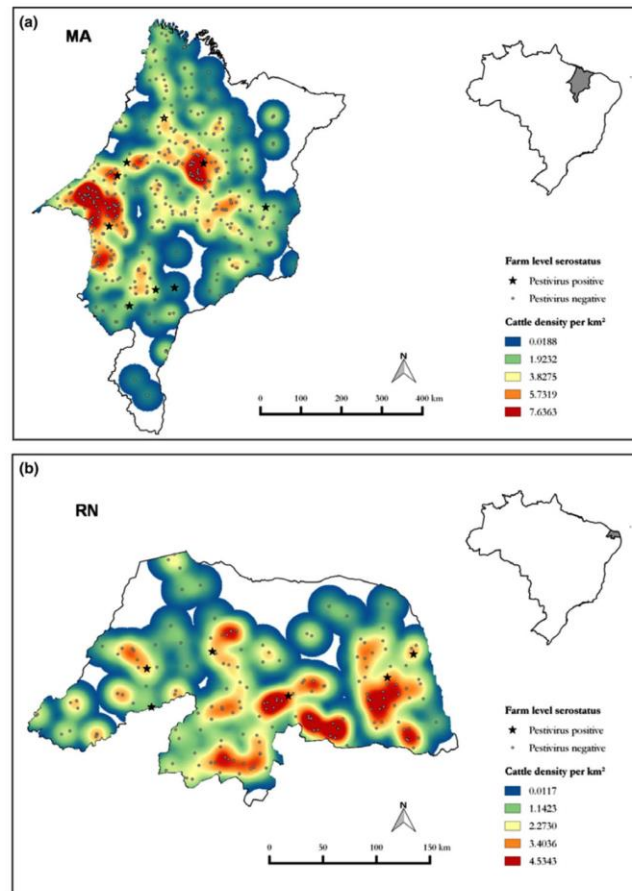 (a)
MA
Farm level serostatus
Pestivirus positive
Pestivirus negative
Cattle density per km²
0.0188
1.9232
3.8275
5.7319
7.6363
N
0 100 200 300 400 km
(b)
RN
Farm level serostatus
Pestivirus positive
Pestivirus negative
Cattle density per km²
0.0117
1.1423
2.2730
3.4036
4.5343
N
0 50 100 150 km